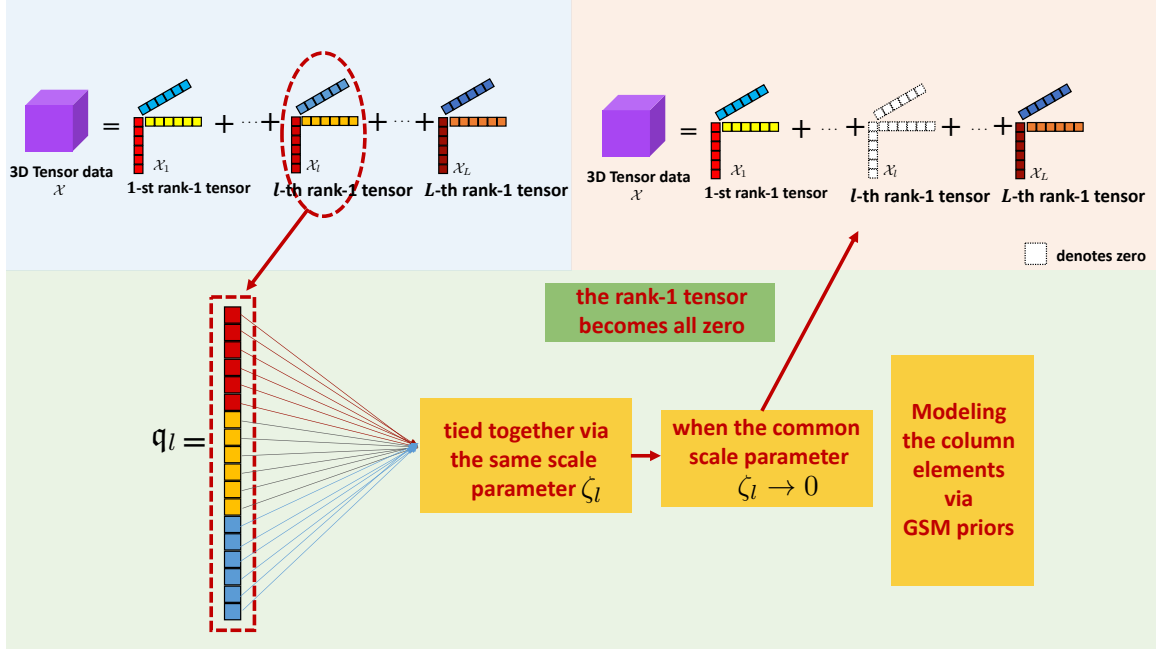 = + ⋯ + + ⋯ +
𝒳₁ 𝒳ₗ 𝒳_L
3D Tensor data
𝒳
1-st rank-1 tensor
l-th rank-1 tensor
L-th rank-1 tensor
= + ⋯ + + ⋯ +
𝒳₁ 𝒳ₗ 𝒳_L
3D Tensor data
𝒳
1-st rank-1 tensor
l-th rank-1 tensor
L-th rank-1 tensor
denotes zero
the rank-1 tensor
becomes all zero
𝔮ₗ =
tied together via
the same scale
parameter ζₗ
when the common
scale parameter
ζₗ → 0
Modeling
the column
elements
via
GSM priors